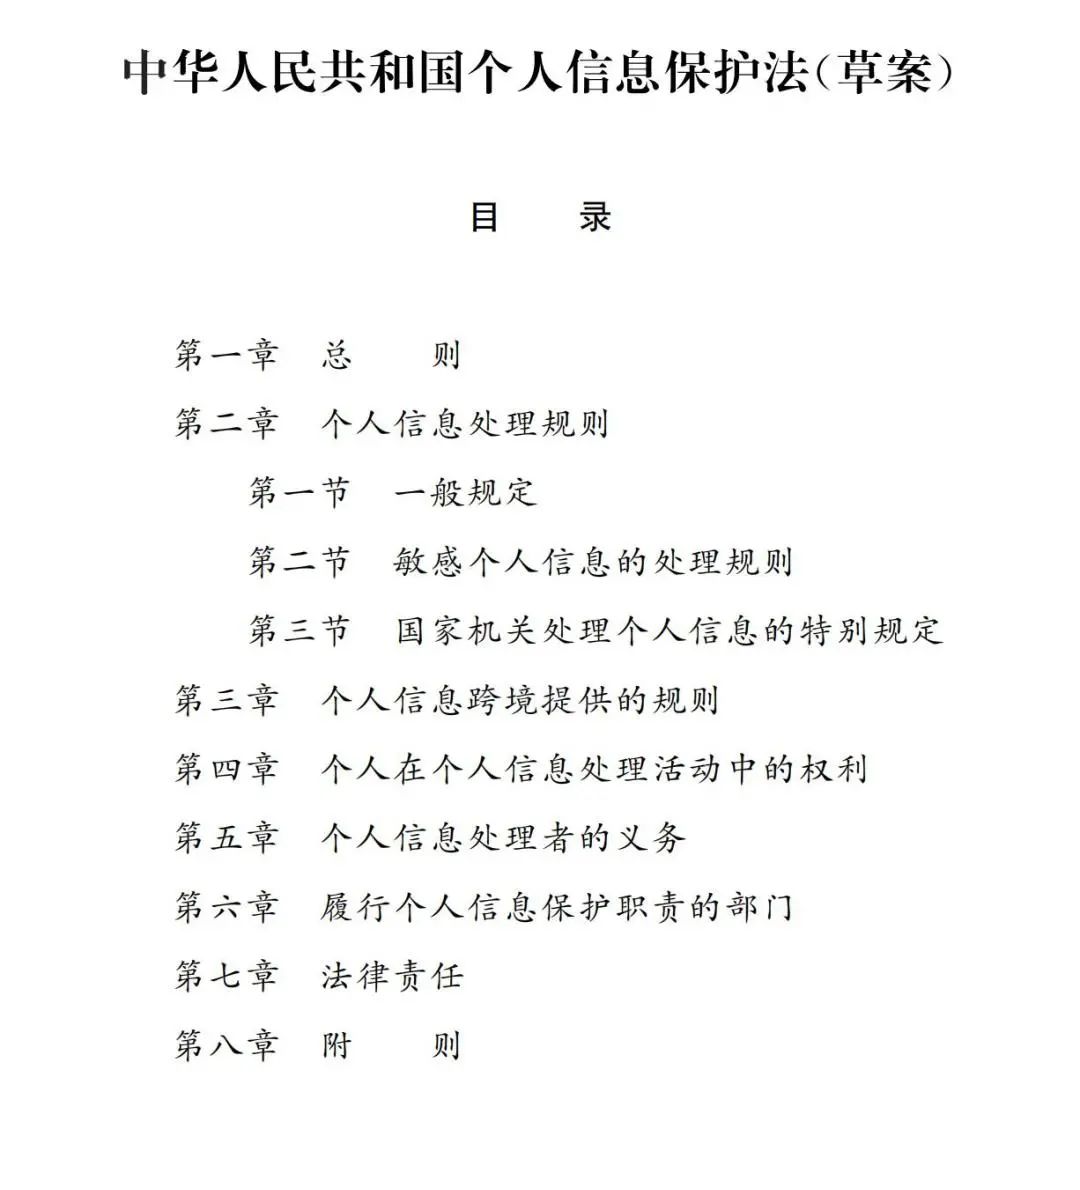 中华人民共和国个人信息保护法（草案）
目 录
第一章 总 则
第二章 个人信息处理规则
第一节 一般规定
第二节 敏感个人信息的处理规则
第三节 国家机关处理个人信息的特别规定
第三章 个人信息跨境提供的规则
第四章 个人在个人信息处理活动中的权利
第五章 个人信息处理者的义务
第六章 履行个人信息保护职责的部门
第七章 法律责任
第八章 附 则